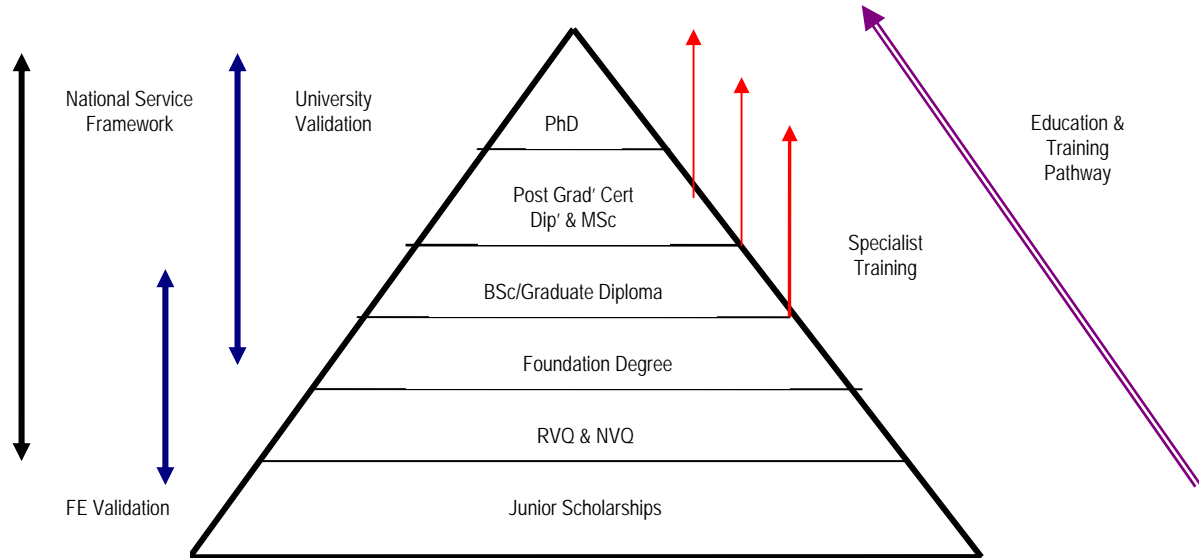 National Service
Framework
University
Validation
PhD
Education &
Training
Pathway
Post Grad' Cert
Dip' & MSc
Specialist
Training
BSc/Graduate Diploma
Foundation Degree
RVQ & NVQ
FE Validation
Junior Scholarships